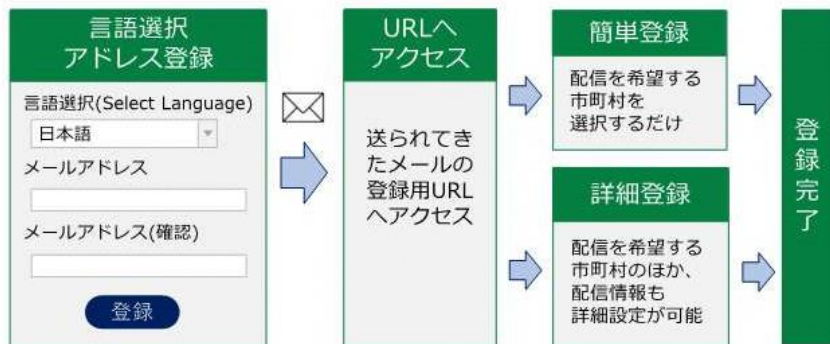 言語選択
アドレス登録
言語選択(Select Language)
日本語
メールアドレス
メールアドレス(確認)
登録
URLへ
アクセス
送られてき
たメールの
登録用URL
へアクセス
簡単登録
配信を希望する
市町村を
選択するだけ
詳細登録
配信を希望する
市町村のほか、
配信情報も
詳細設定が可能
登録完了